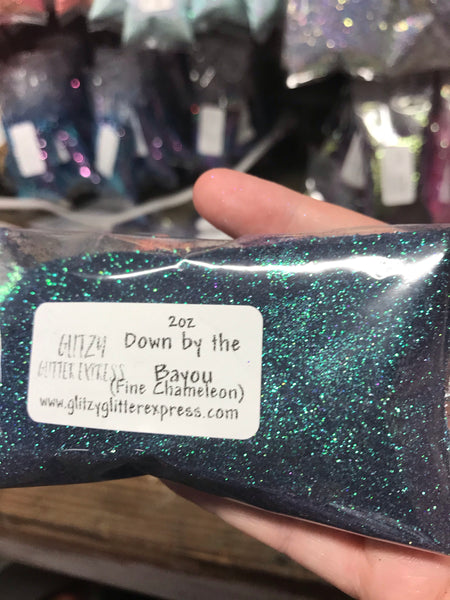 2oz
GLITZY Down by the
GLITTER EXPRESS Bayou
(Fine Chameleon)
www.glitzyglitterexpress.com